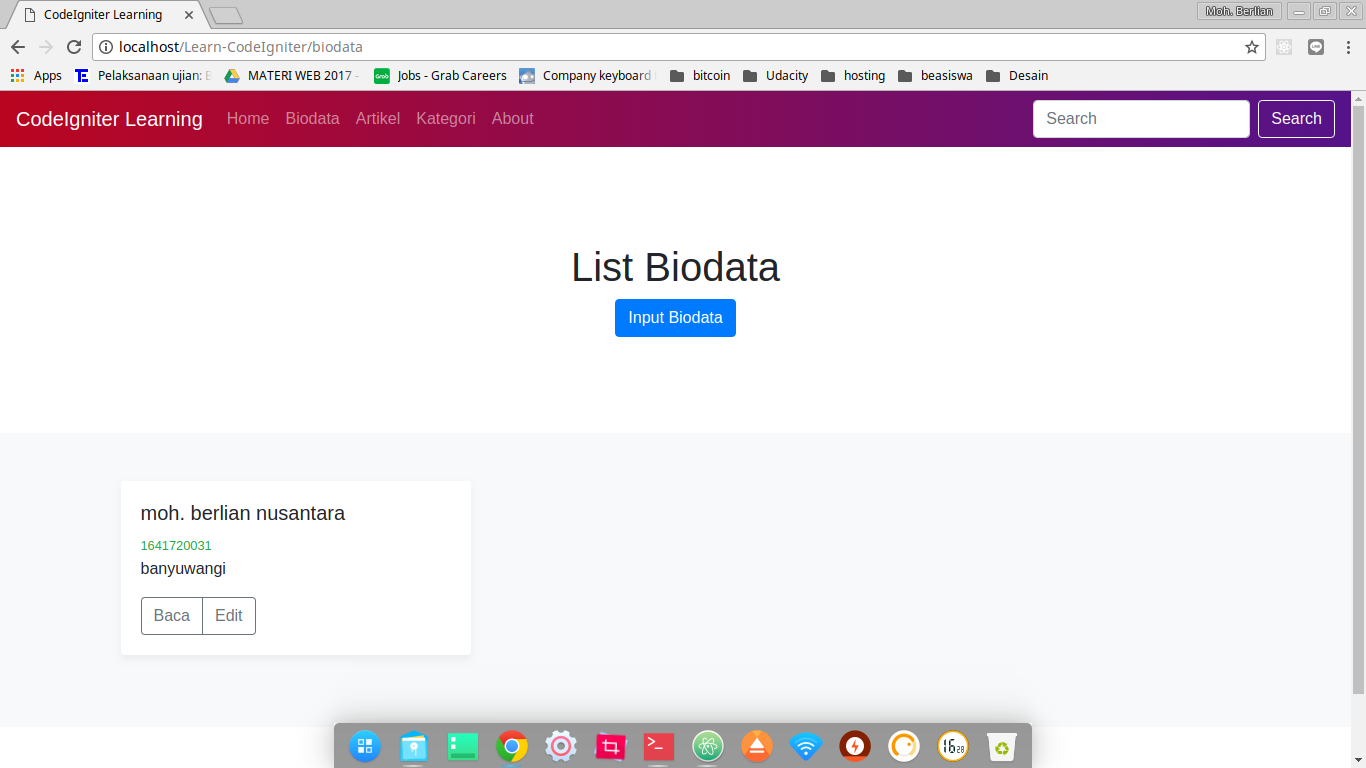 CodeIgniter Learning
Moh. Berlian
localhost/Learn-CodeIgniter/biodata
Apps Pelaksanaan ujian: MATERI WEB 2017 - Jobs - Grab Careers Company keyboard bitcoin Udacity hosting beasiswa Desain
CodeIgniter Learning Home Biodata Artikel Kategori About Search Search
List Biodata
Input Biodata
moh. berlian nusantara
1641720031
banyuwangi
Baca Edit
16 28